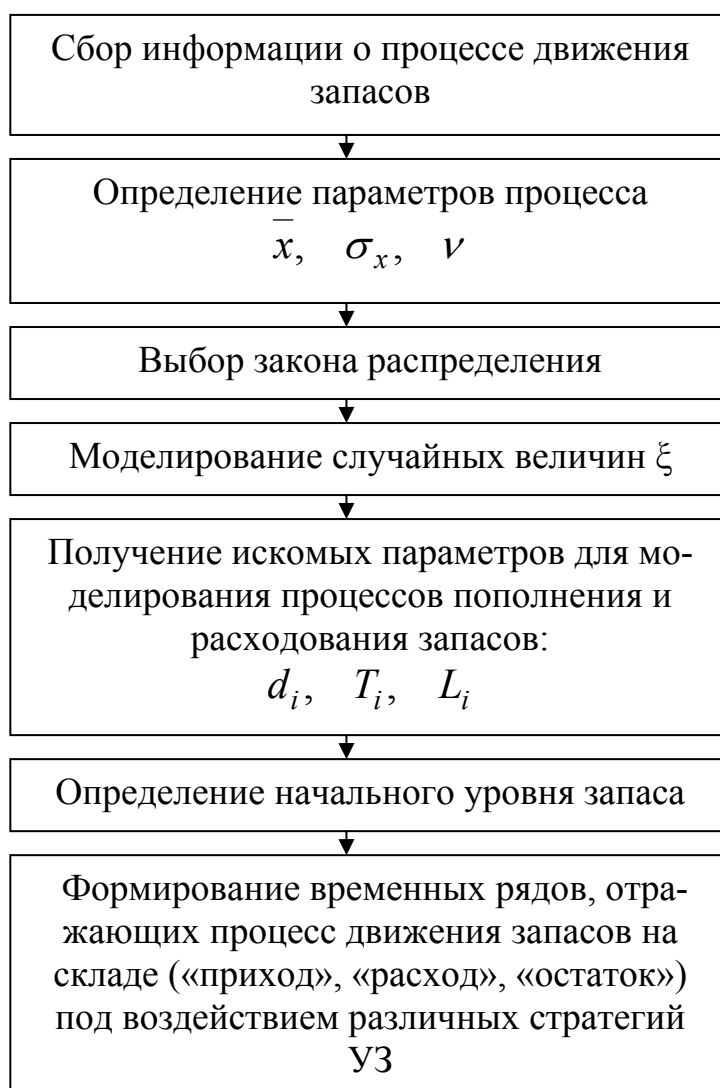 Сбор информации о процессе движения
запасов
Определение параметров процесса
x̅, σₓ, ν
Выбор закона распределения
Моделирование случайных величин ξ
Получение искомых параметров для мо-
делирования процессов пополнения и
расходования запасов:
dᵢ, Tᵢ, Lᵢ
Определение начального уровня запаса
Формирование временных рядов, отра-
жающих процесс движения запасов на
складе («приход», «расход», «остаток»)
под воздействием различных стратегий
УЗ